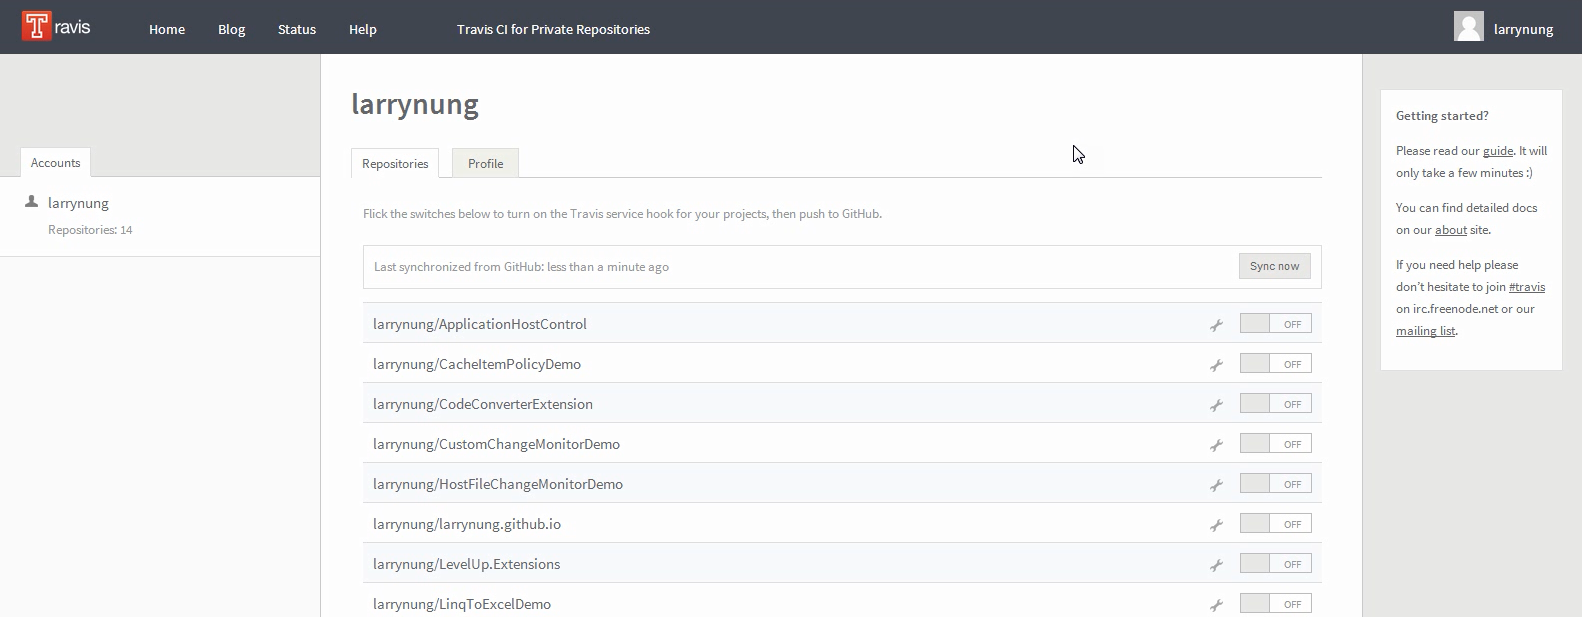 Travis Home Blog Status Help Travis CI for Private Repositories larrynung
Accounts
larrynung
Repositories: 14
larrynung
Repositories Profile
Flick the switches below to turn on the Travis service hook for your projects, then push to GitHub.
Last synchronized from GitHub: less than a minute ago Sync now
larrynung/ApplicationHostControl OFF
larrynung/CacheItemPolicyDemo OFF
larrynung/CodeConverterExtension OFF
larrynung/CustomChangeMonitorDemo OFF
larrynung/HostFileChangeMonitorDemo OFF
larrynung/larrynung.github.io OFF
larrynung/LevelUp.Extensions OFF
larrynung/LinqToExcelDemo OFF
Getting started?
Please read our guide. It will
only take a few minutes :)
You can find detailed docs
on our about site.
If you need help please
don't hesitate to join #travis
on irc.freenode.net or our
mailing list.